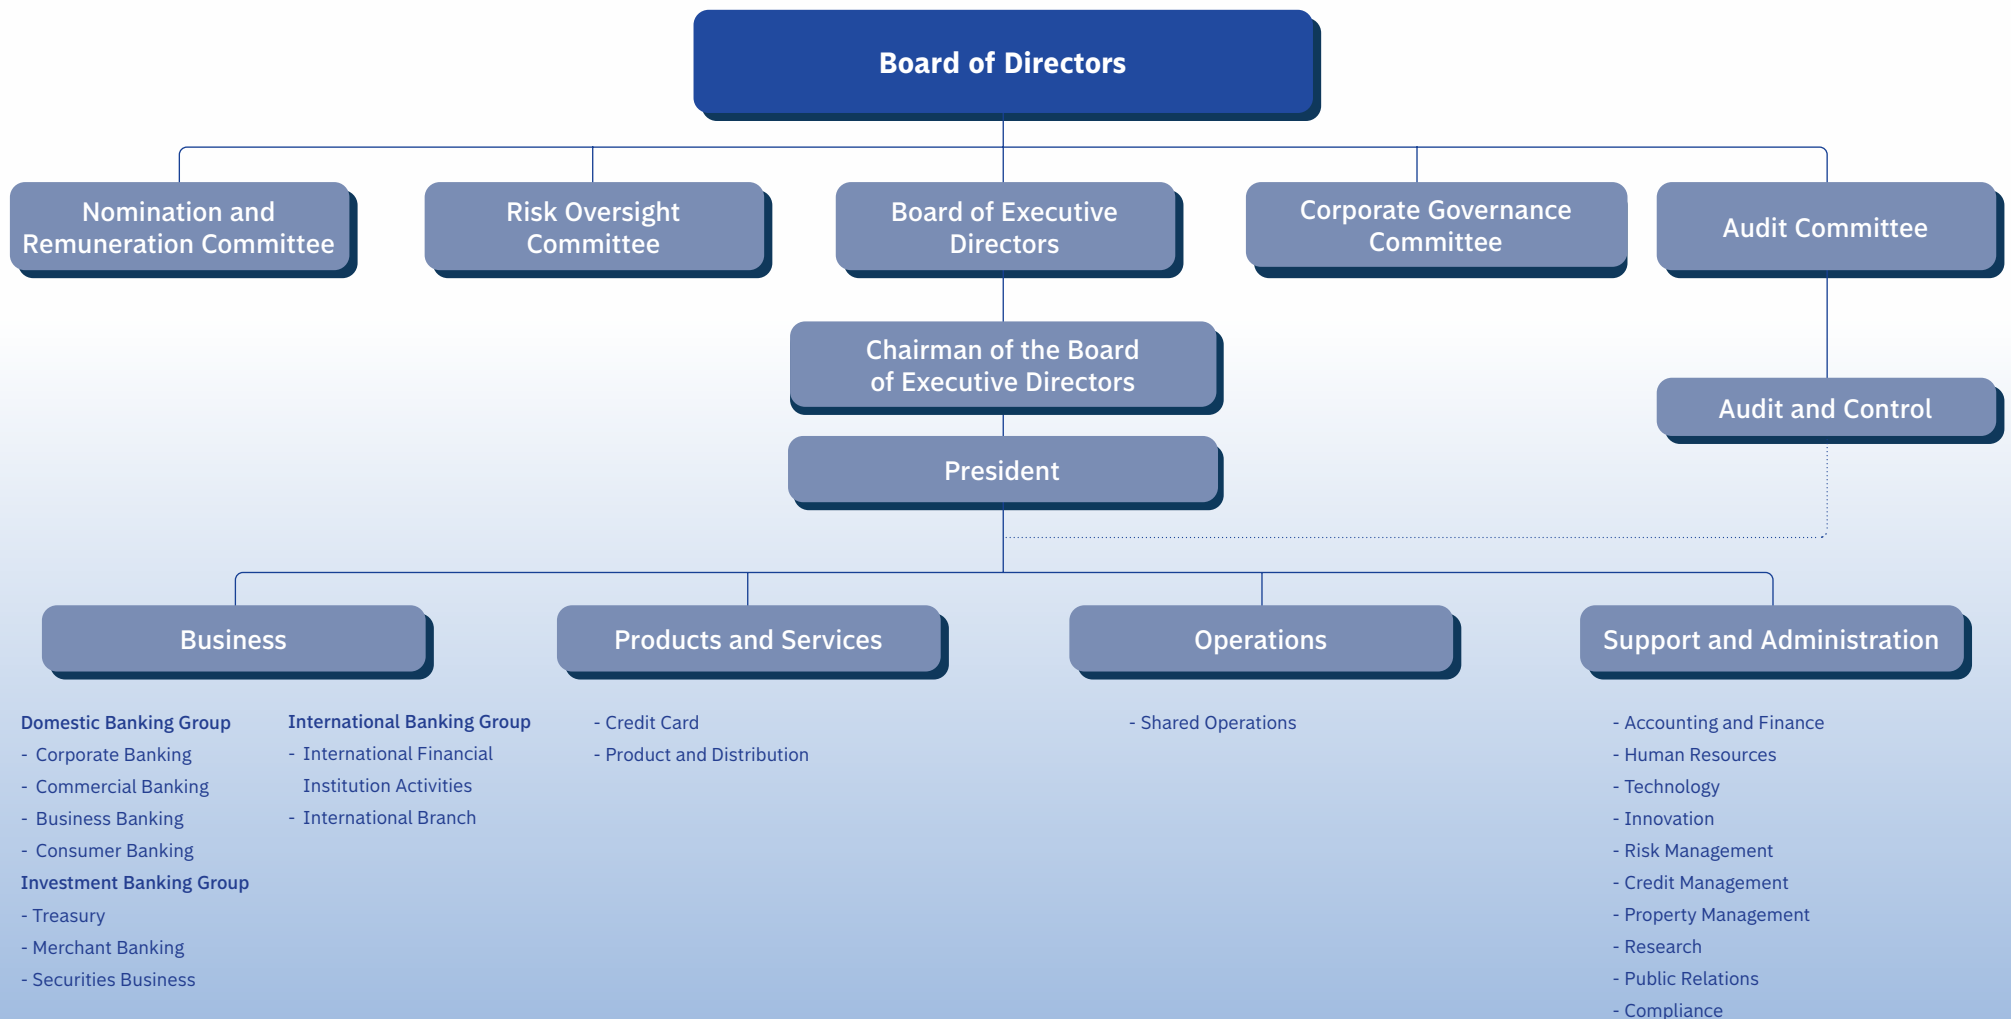 Board of Directors
Nomination and
Remuneration Committee
Risk Oversight
Committee
Board of Executive
Directors
Corporate Governance
Committee
Audit Committee
Chairman of the Board
of Executive Directors
Audit and Control
President
Business
Products and Services
Operations
Support and Administration
Domestic Banking Group
- Corporate Banking
- Commercial Banking
- Business Banking
- Consumer Banking
Investment Banking Group
- Treasury
- Merchant Banking
- Securities Business
International Banking Group
- International Financial
Institution Activities
- International Branch
- Credit Card
- Product and Distribution
- Shared Operations
- Accounting and Finance
- Human Resources
- Technology
- Innovation
- Risk Management
- Credit Management
- Property Management
- Research
- Public Relations
- Compliance